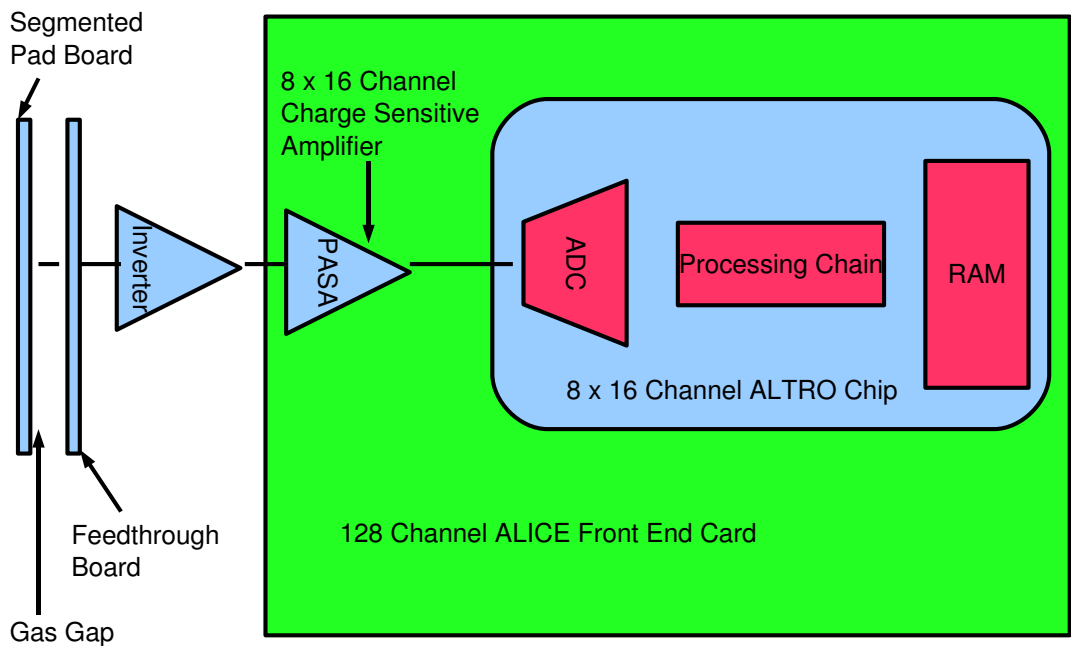 Segmented
Pad Board
8 x 16 Channel
Charge Sensitive
Amplifier
Inverter
PASA
ADC
Processing Chain
RAM
8 x 16 Channel ALTRO Chip
128 Channel ALICE Front End Card
Feedthrough
Board
Gas Gap